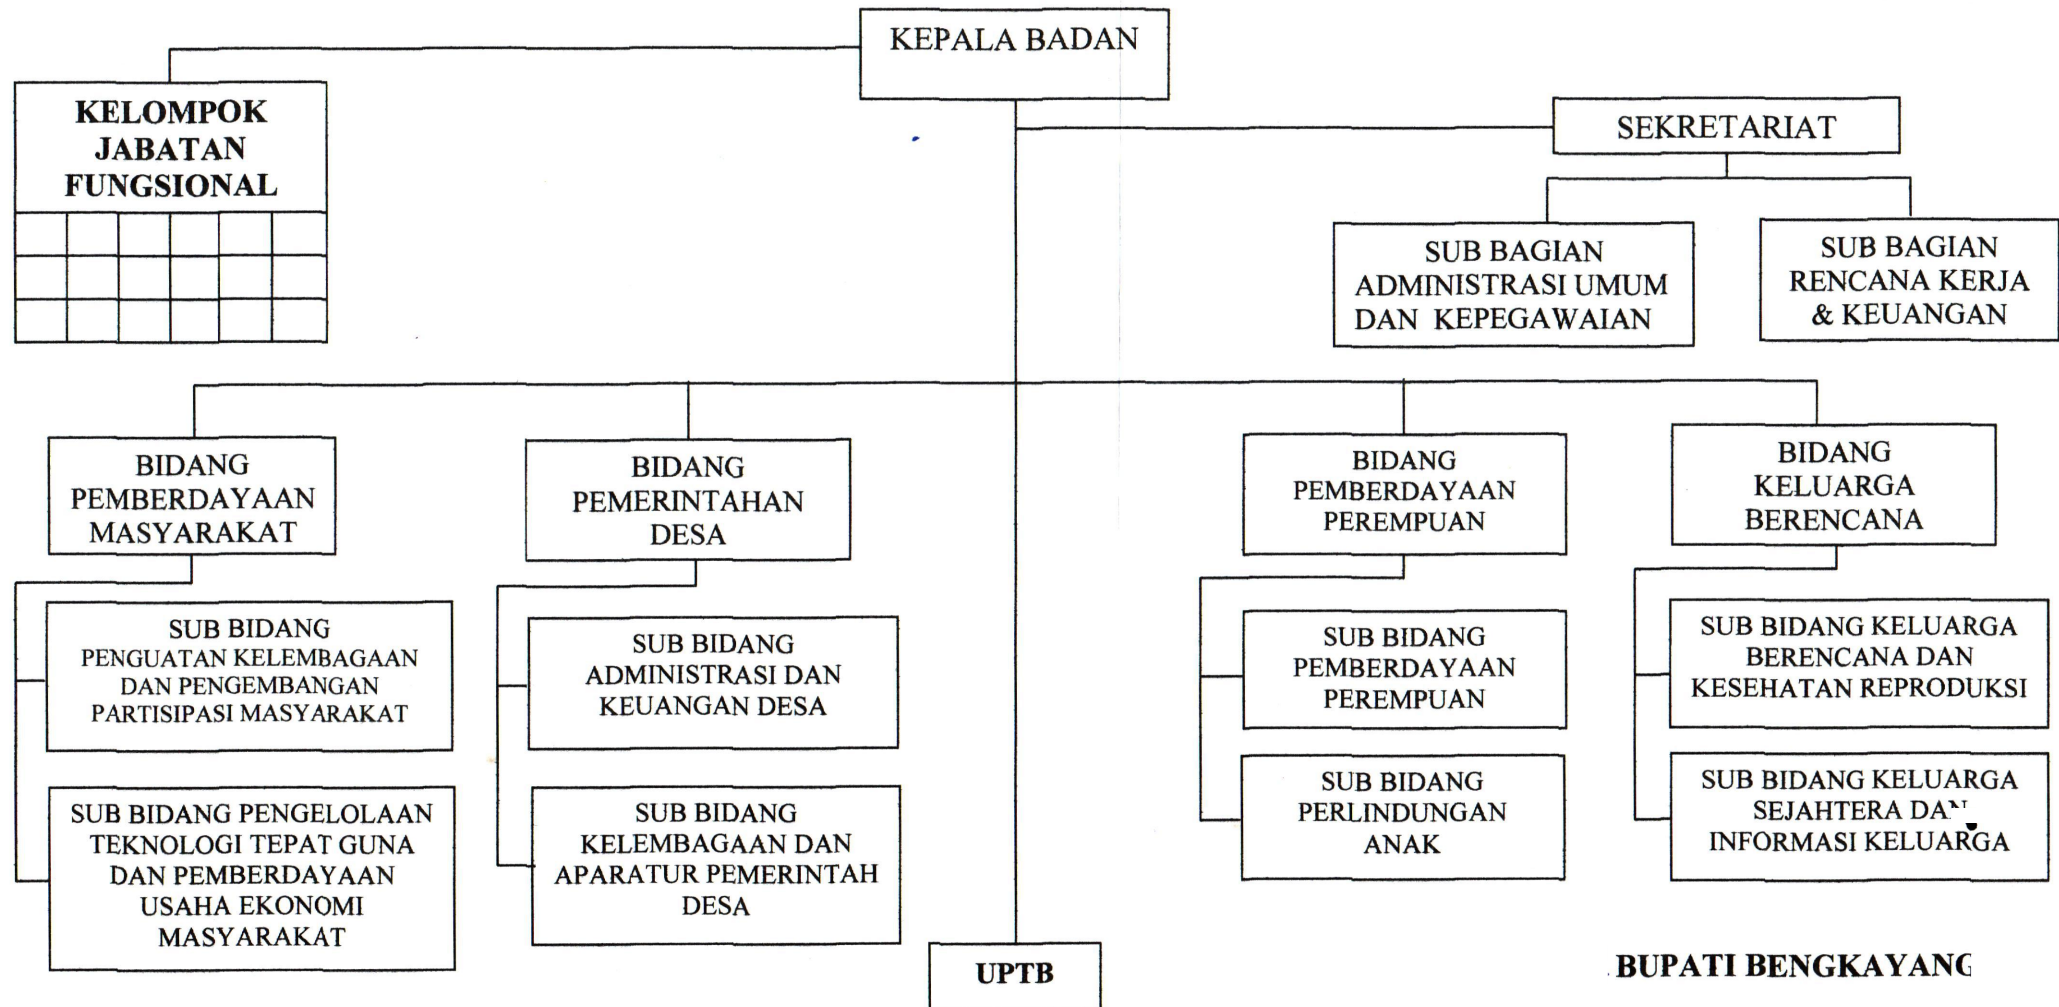 KEPALA BADAN
KELOMPOK
JABATAN
FUNGSIONAL
SEKRETARIAT
SUB BAGIAN
ADMINISTRASI UMUM
DAN KEPEGAWAIAN
SUB BAGIAN
RENCANA KERJA
& KEUANGAN
BIDANG
PEMBERDAYAAN
MASYARAKAT
BIDANG
PEMERINTAHAN
DESA
BIDANG
PEMBERDAYAAN
PEREMPUAN
BIDANG
KELUARGA
BERENCANA
SUB BIDANG
PENGUATAN KELEMBAGAAN
DAN PENGEMBANGAN
PARTISIPASI MASYARAKAT
SUB BIDANG PENGELOLAAN
TEKNOLOGI TEPAT GUNA
DAN PEMBERDAYAAN
USAHA EKONOMI
MASYARAKAT
SUB BIDANG
ADMINISTRASI DAN
KEUANGAN DESA
SUB BIDANG
KELEMBAGAAN DAN
APARATUR PEMERINTAH
DESA
SUB BIDANG
PEMBERDAYAAN
PEREMPUAN
SUB BIDANG
PERLINDUNGAN
ANAK
SUB BIDANG KELUARGA
BERENCANA DAN
KESEHATAN REPRODUKSI
SUB BIDANG KELUARGA
SEJAHTERA DAN
INFORMASI KELUARGA
UPTB
BUPATI BENGKAYANG